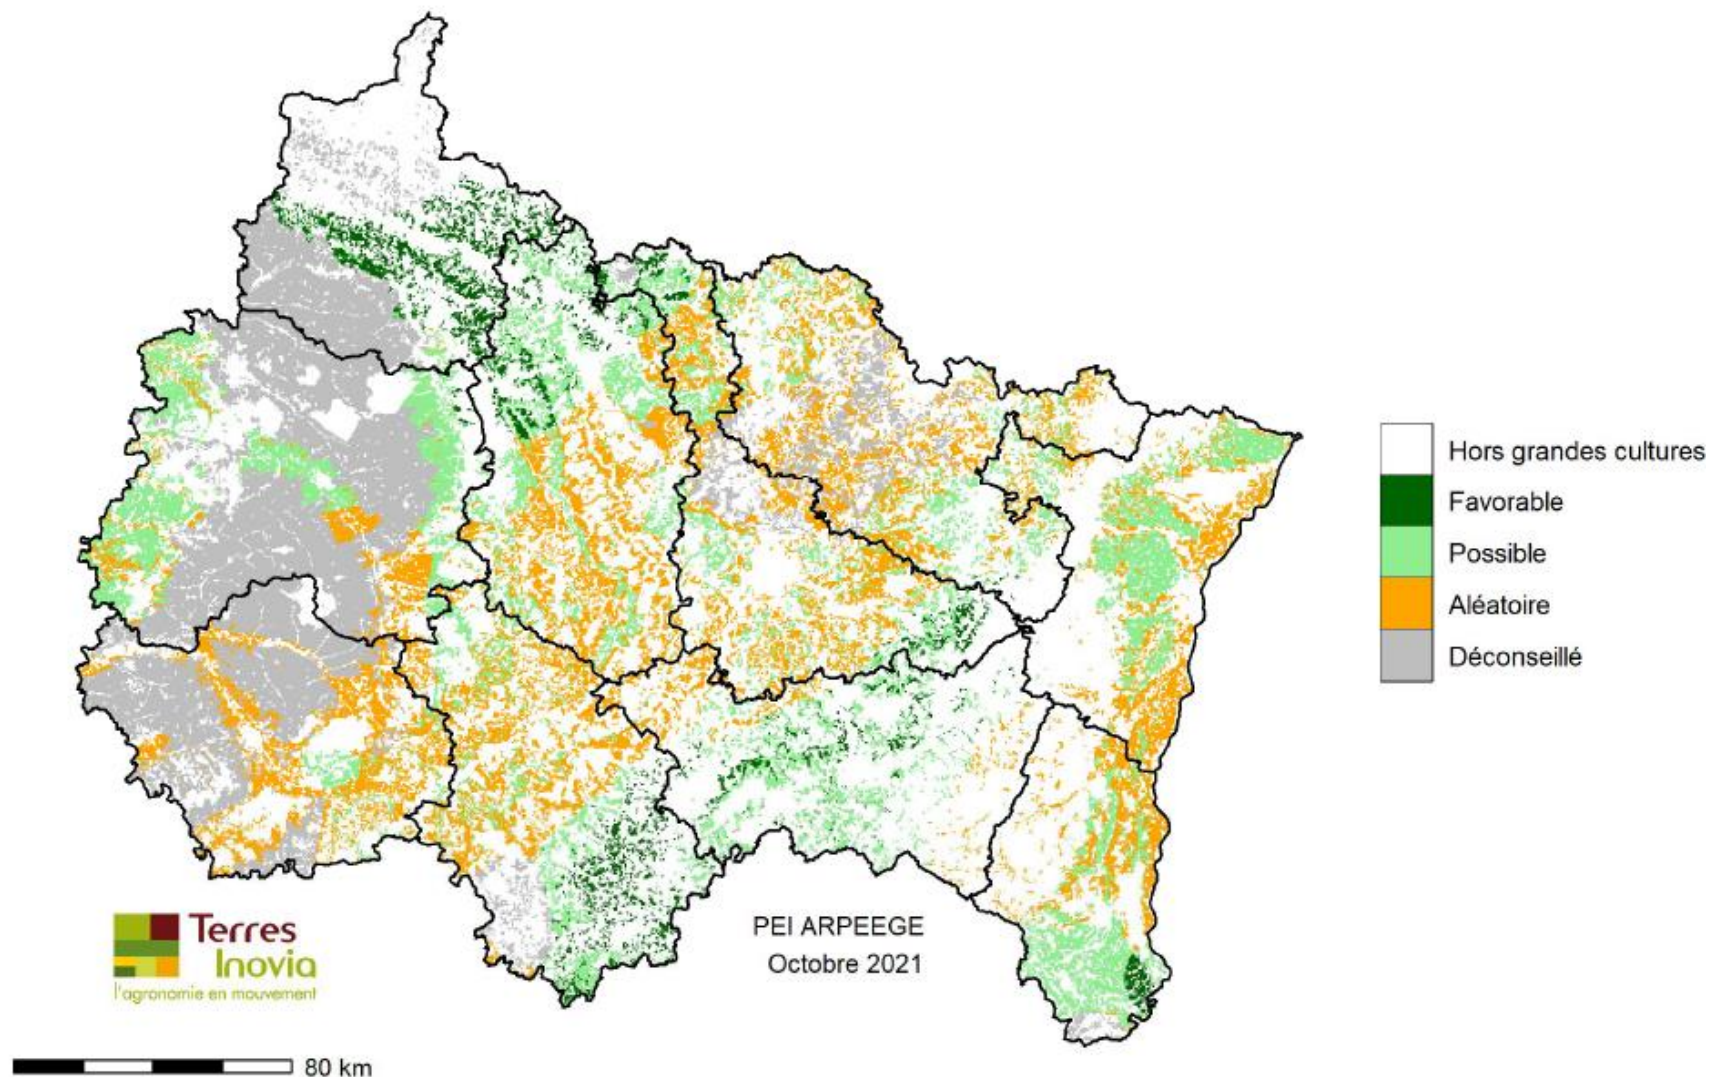 Hors grandes cultures
Favorable
Possible
Aléatoire
Déconseillé
Terres
Inovia
l'agronomie en mouvement
PEI ARPEEGE
Octobre 2021
80 km